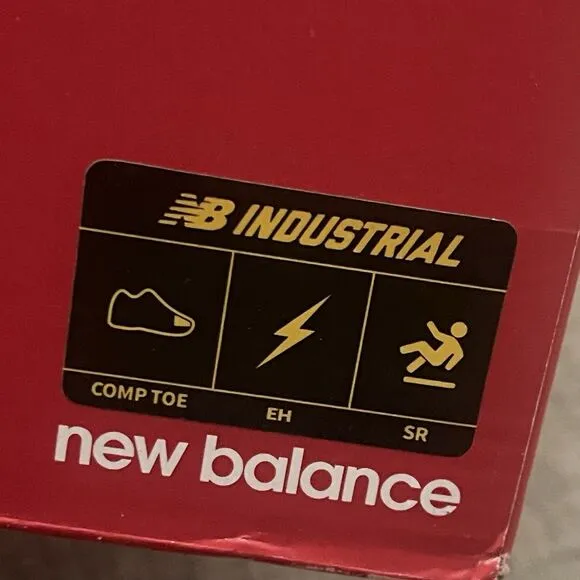 NB INDUSTRIAL
COMP TOE
EH
SR
new balance